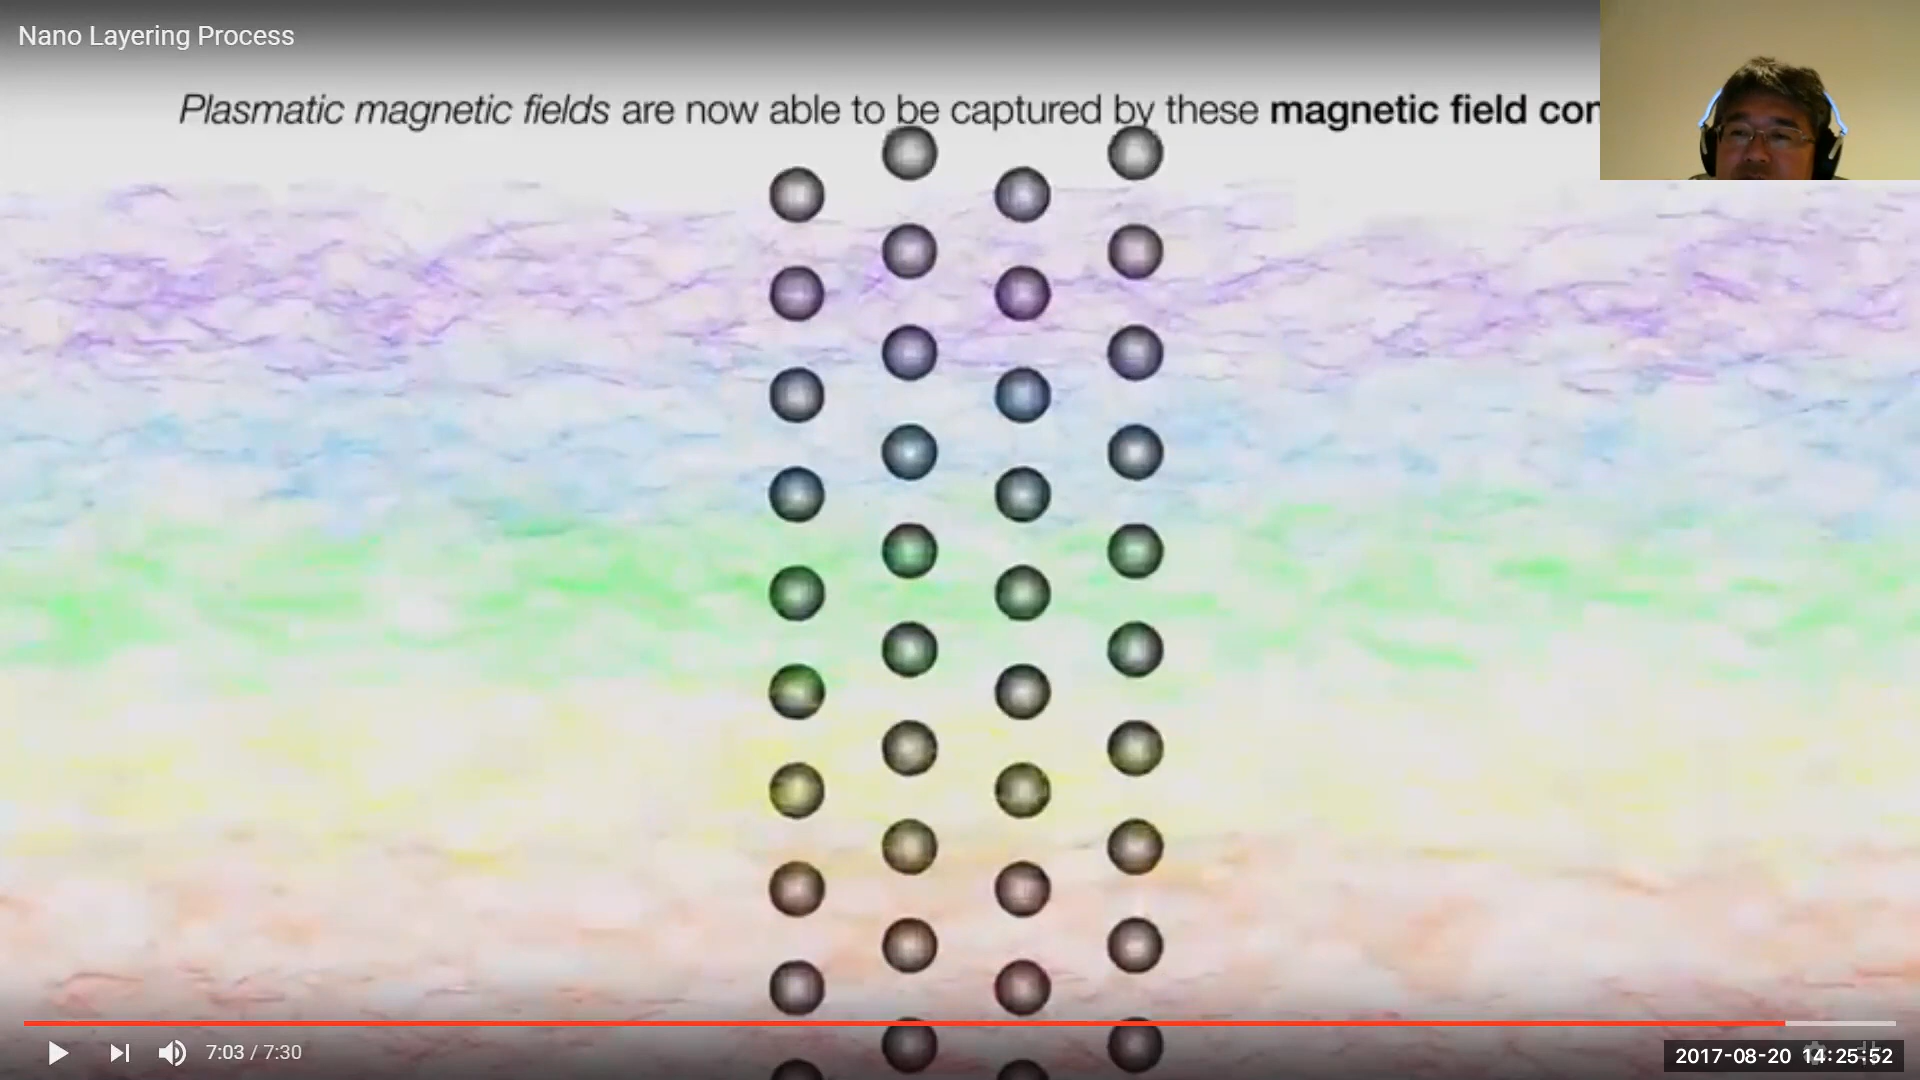 Nano Layering Process
Plasmatic magnetic fields are now able to be captured by these magnetic field con
7:03 / 7:30
2017-08-20 14:25:52